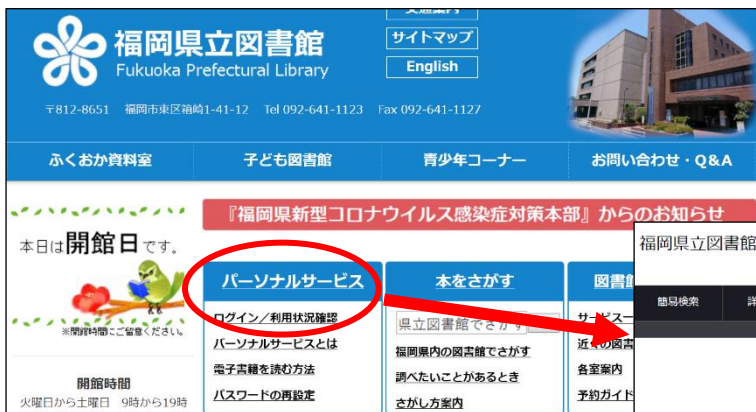 サイトマップ
English
福岡県立図書館
Fukuoka Prefectural Library
〒812-8651 福岡市東区箱崎1-41-12 Tel 092-641-1123 Fax 092-641-1127
ふくおか資料室 子ども図書館 青少年コーナー お問い合わせ・Q&A
『福岡県新型コロナウイルス感染症対策本部』からのお知らせ
本日は開館日です。
※開館時間にご留意ください。
開館時間
火曜日から土曜日 9時から19時
パーソナルサービス
ログイン／利用状況確認
パーソナルサービスとは
電子書籍を読む方法
パスワードの再設定
本をさがす
県立図書館でさがす
福岡県内の図書館でさがす
調べたいことがあるとき
さがし方案内
図書館
サービス一
近くの図書
各室案内
予約ガイド
福岡県立図書館
簡易検索